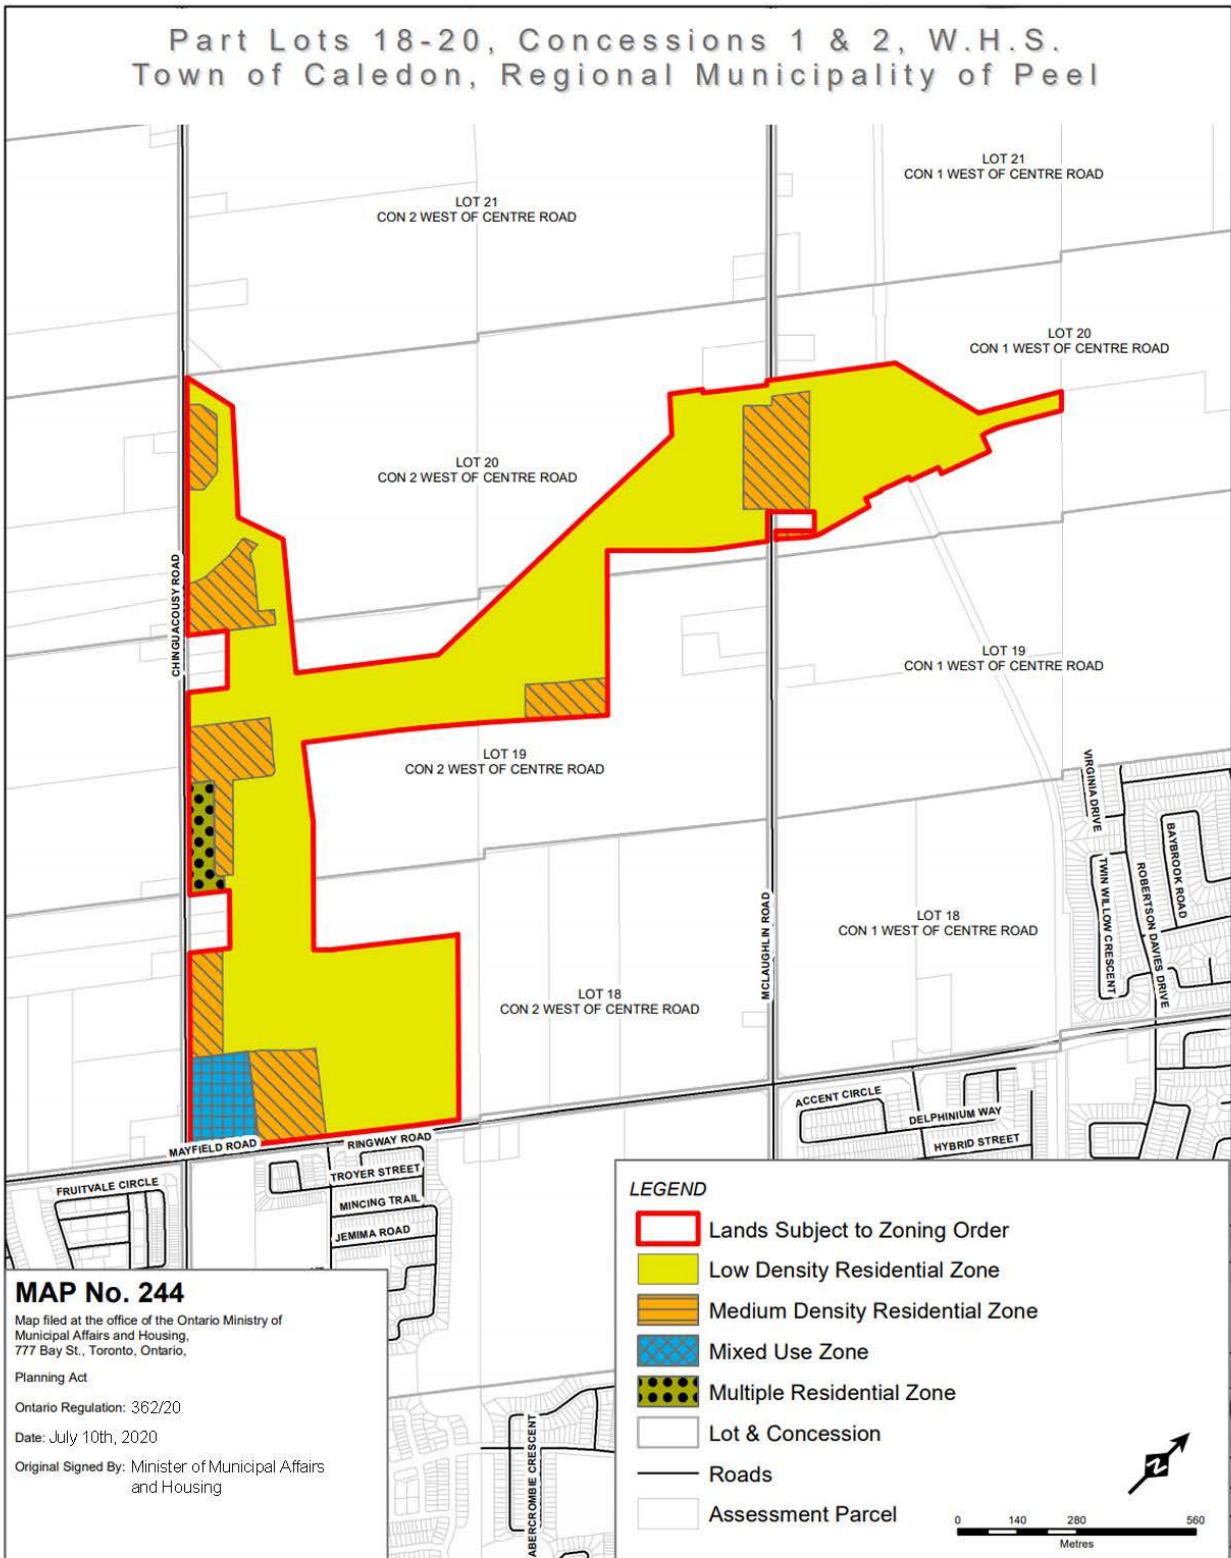 Part Lots 18-20, Concessions 1 & 2, W.H.S.
Town of Caledon, Regional Municipality of Peel
LOT 21
CON 1 WEST OF CENTRE ROAD
LOT 21
CON 2 WEST OF CENTRE ROAD
LOT 20
CON 1 WEST OF CENTRE ROAD
LOT 20
CON 2 WEST OF CENTRE ROAD
CHINGUACOUSY ROAD
LOT 19
CON 1 WEST OF CENTRE ROAD
LOT 19
CON 2 WEST OF CENTRE ROAD
VIRGINIA DRIVE
BAYBROOK ROAD
TWIN WILLOW CRESCENT
ROBERTSON DAVIES DRIVE
MCLAUGHLIN ROAD
LOT 18
CON 1 WEST OF CENTRE ROAD
LOT 18
CON 2 WEST OF CENTRE ROAD
ACCENT CIRCLE
DELPHINIUM WAY
HYBRID STREET
MAYFIELD ROAD
RINGWAY ROAD
TROYER STREET
FRUITVALE CIRCLE
MINCING TRAIL
JEMIMA ROAD
ABERCROMBIE CRESCENT
MAP No. 244
Map filed at the office of the Ontario Ministry of
Municipal Affairs and Housing,
777 Bay St., Toronto, Ontario,
Planning Act
Ontario Regulation: 362/20
Date: July 10th, 2020
Original Signed By: Minister of Municipal Affairs
and Housing
LEGEND
Lands Subject to Zoning Order
Low Density Residential Zone
Medium Density Residential Zone
Mixed Use Zone
Multiple Residential Zone
Lot & Concession
Roads
Assessment Parcel
N
0 140 280 560
Metres